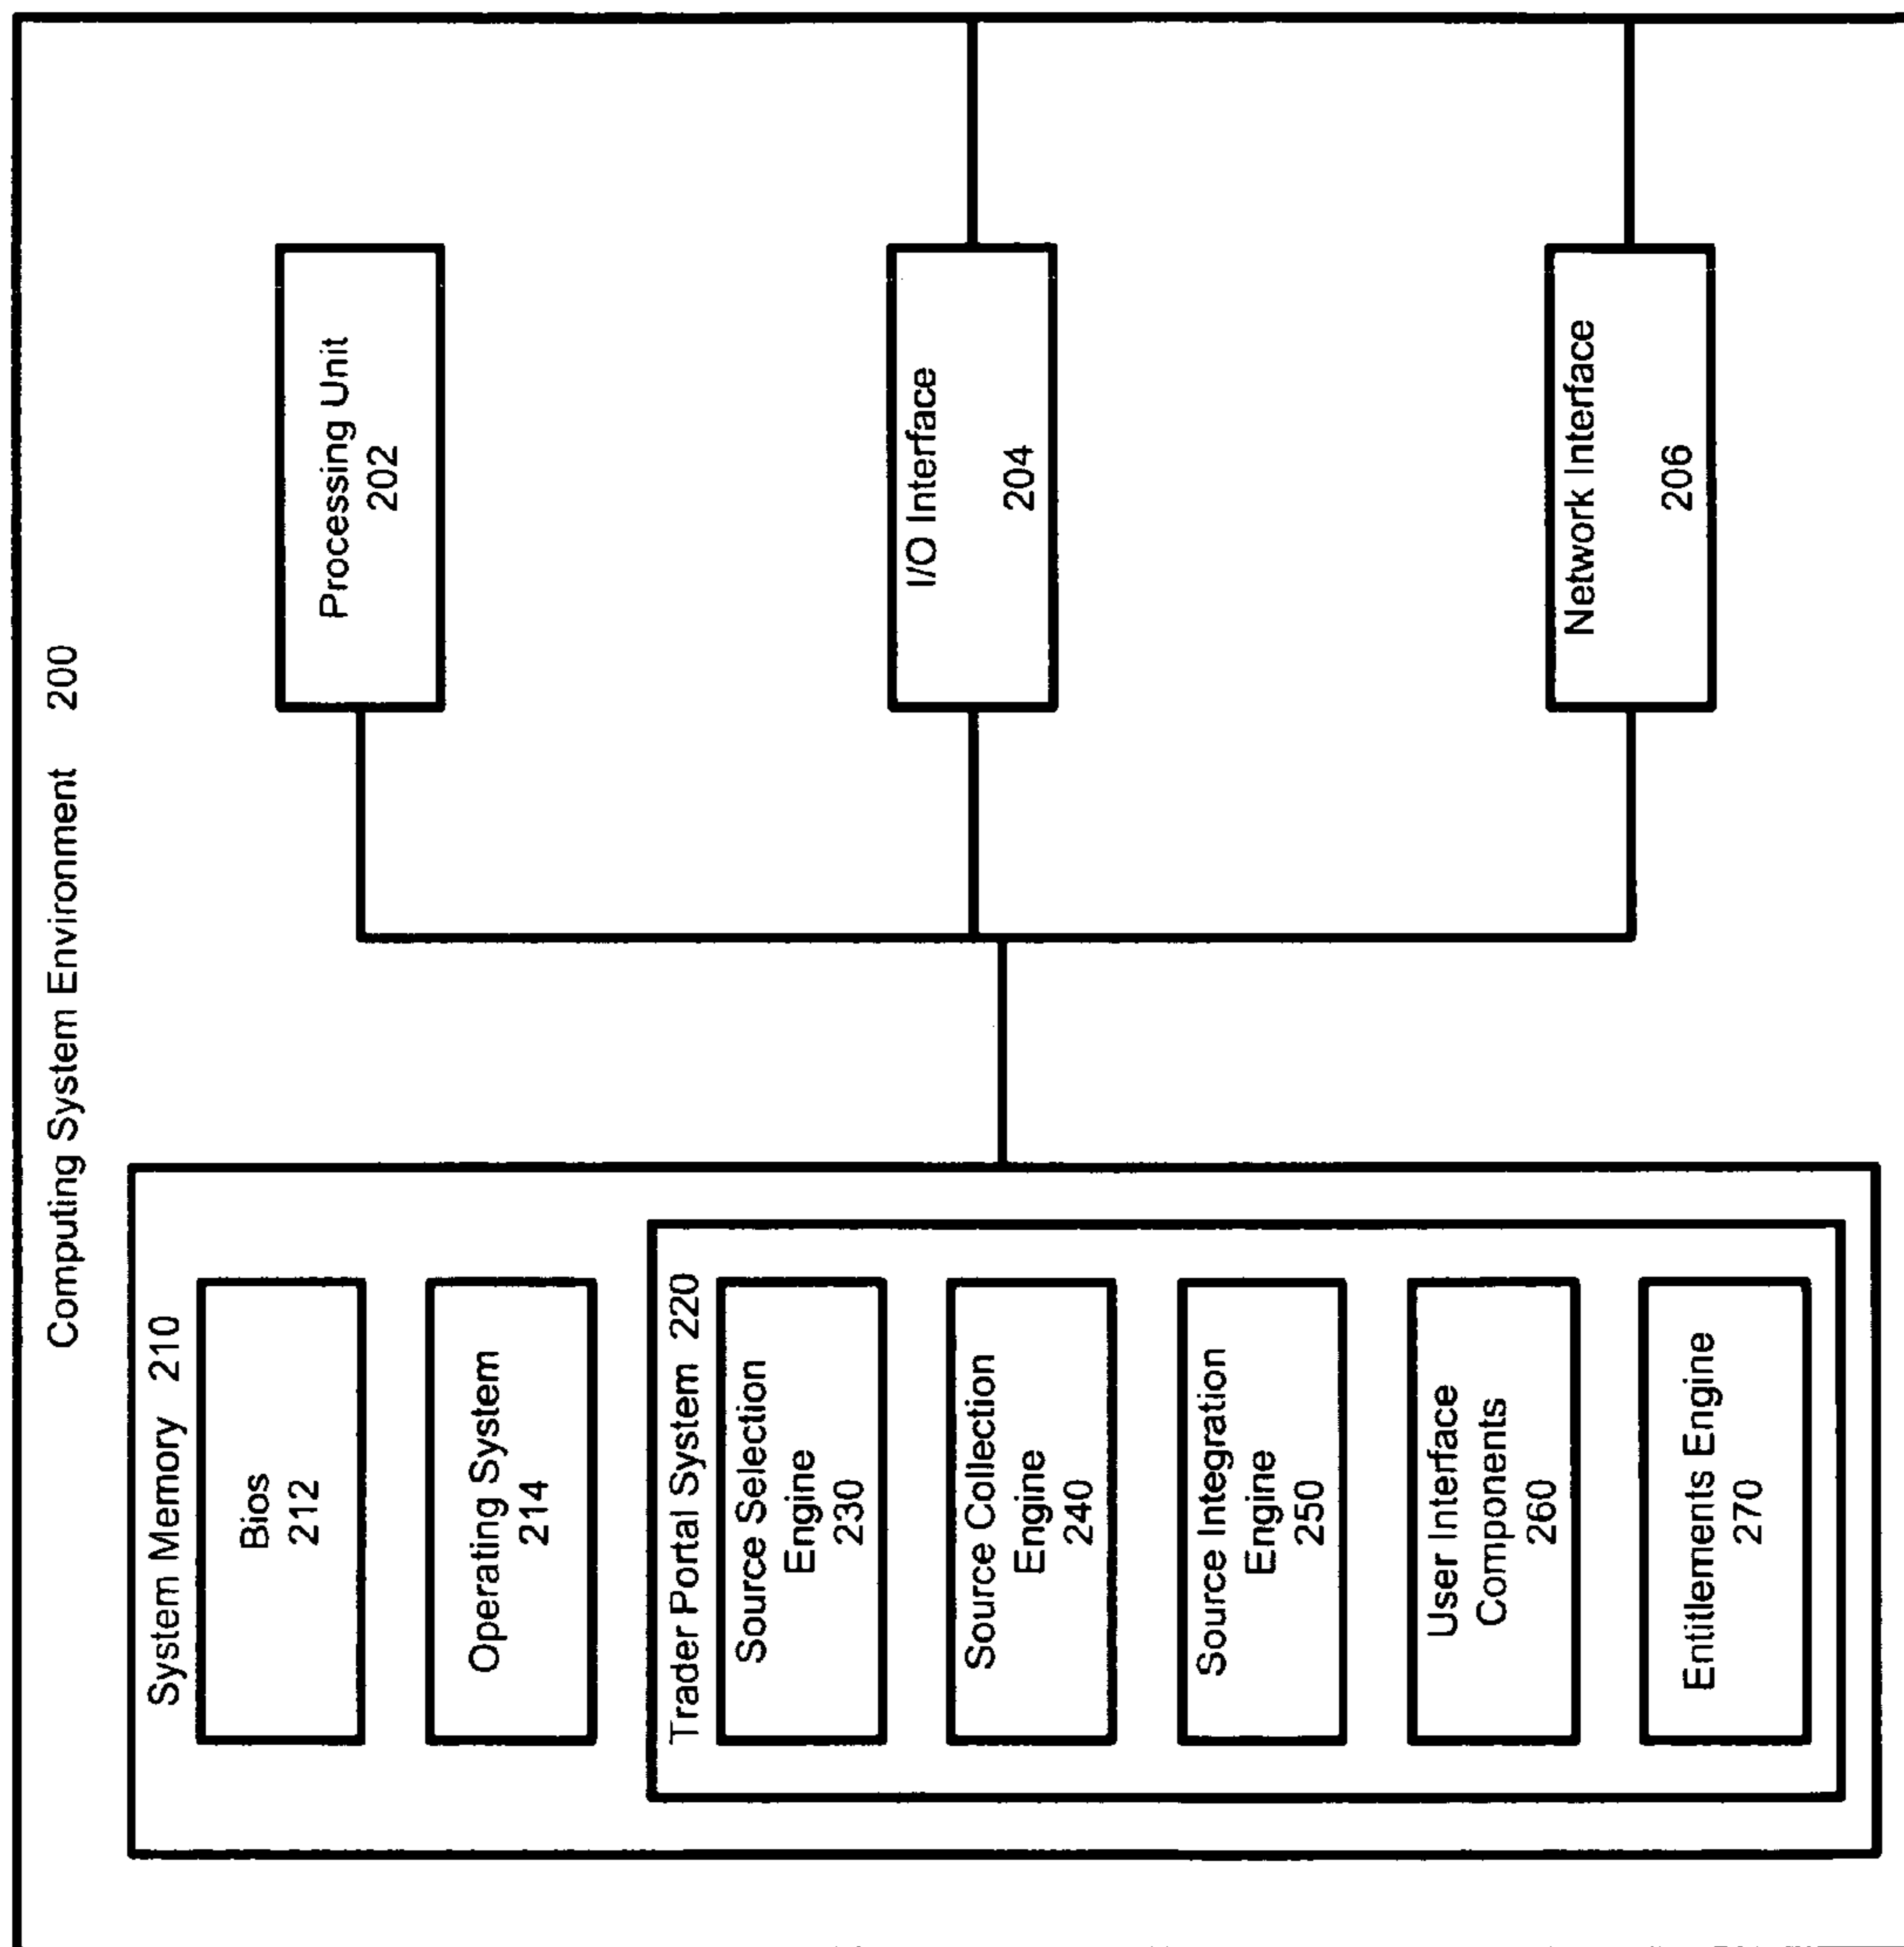 Computing System Environment 200
System Memory 210
Bios
212
Operating System
214
Trader Portal System 220
Source Selection
Engine
230
Source Collection
Engine
240
Source Integration
Engine
250
User Interface
Components
260
Entitlements Engine
270
Processing Unit
202
I/O Interface
204
Network Interface
206